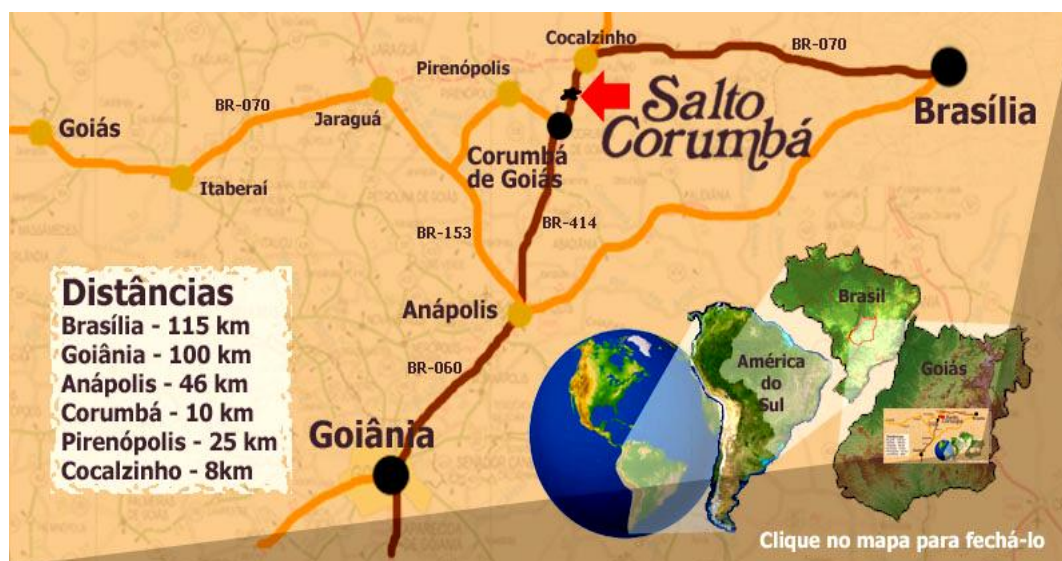 Cocalzinho
BR-070
Pirenópolis
BR-070
Goiás
Jaraguá
Salto
Corumbá
Brasília
Corumbá
de Goiás
Itaberaí
BR-153
BR-414
Anápolis
BR-060
Goiânia
Distâncias
Brasília - 115 km
Goiânia - 100 km
Anápolis - 46 km
Corumbá - 10 km
Pirenópolis - 25 km
Cocalzinho - 8km
Brasil
América
do
Sul
Goiás
Clique no mapa para fechá-lo